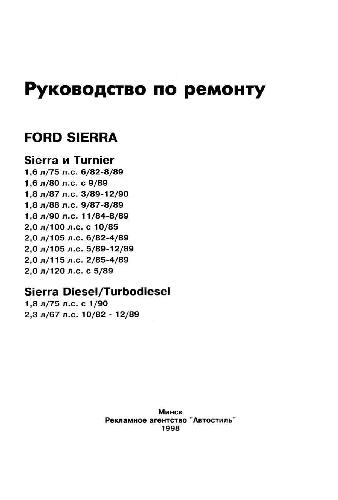 Руководство по ремонту
FORD SIERRA
Sierra и Turnier
1,6 л/75 л.с. 6/82-8/89
1,6 л/80 л.с. с 9/89
1,8 л/87 л.с. 3/89-12/90
1,8 л/88 л.с. 9/87-8/89
1,8 л/90 л.с. 11/84-8/89
2,0 л/100 л.с. с 10/85
2,0 л/105 л.с. 6/82-4/89
2,0 л/105 л.с. 5/89-12/89
2,0 л/115 л.с. 2/85-4/89
2,0 л/120 л.с. с 5/89
Sierra Diesel/Turbodiesel
1,8 л/75 л.с. с 1/90
2,3 л/67 л.с. 10/82 - 12/89
Минск
Рекламное агентство "Автостиль"
1998